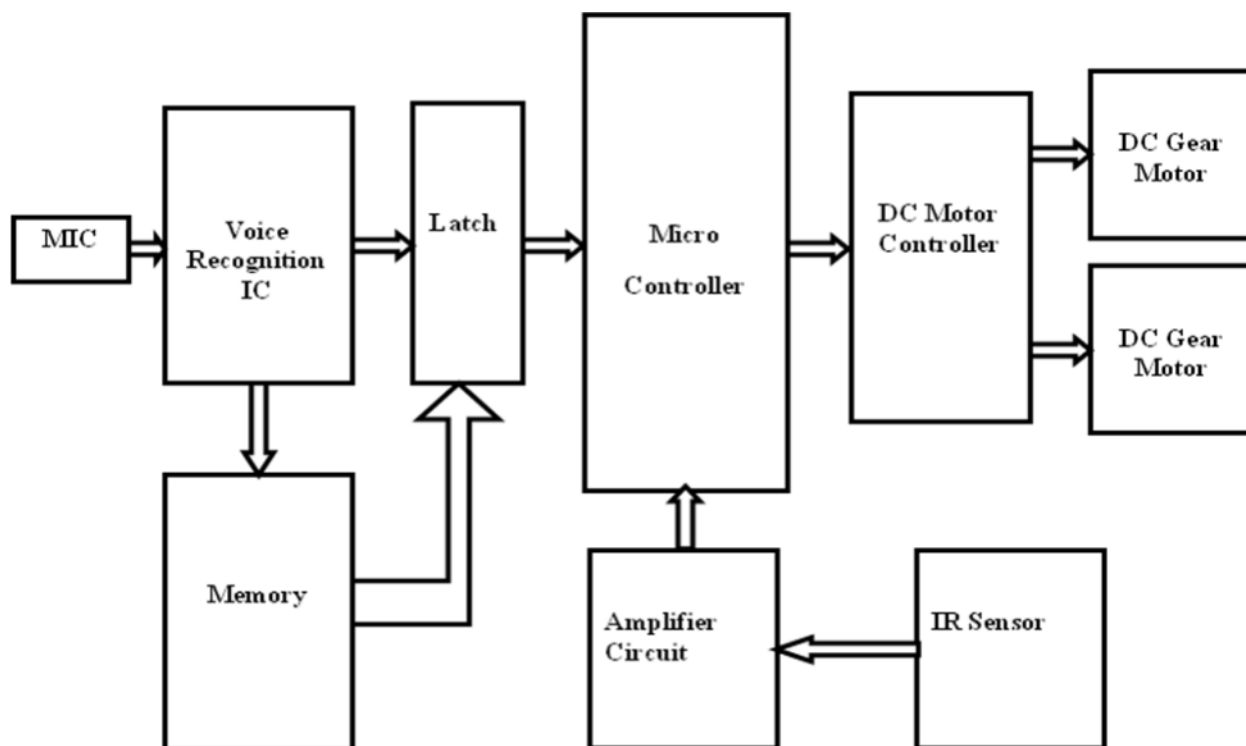 MIC
Voice
Recognition
IC
Latch
Micro
Controller
DC Motor
Controller
DC Gear
Motor
DC Gear
Motor
Memory
Amplifier
Circuit
IR Sensor